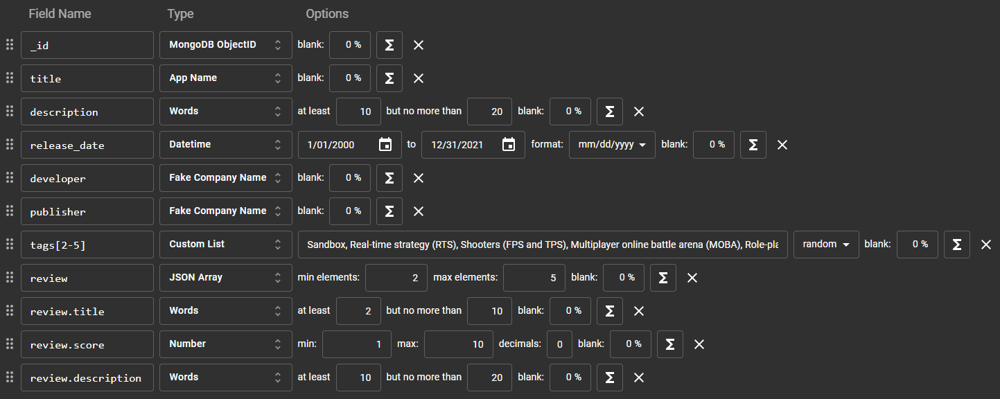 Field Name Type Options
_id MongoDB ObjectID blank: 0 % Σ
title App Name blank: 0 % Σ
description Words at least 10 but no more than 20 blank: 0 % Σ
release_date Datetime 1/01/2000 to 12/31/2021 format: mm/dd/yyyy blank: 0 % Σ
developer Fake Company Name blank: 0 % Σ
publisher Fake Company Name blank: 0 % Σ
tags[2-5] Custom List Sandbox, Real-time strategy (RTS), Shooters (FPS and TPS), Multiplayer online battle arena (MOBA), Role-pla random blank: 0 % Σ
review JSON Array min elements: 2 max elements: 5 blank: 0 % Σ
review.title Words at least 2 but no more than 10 blank: 0 % Σ
review.score Number min: 1 max: 10 decimals: 0 blank: 0 % Σ
review.description Words at least 10 but no more than 20 blank: 0 % Σ